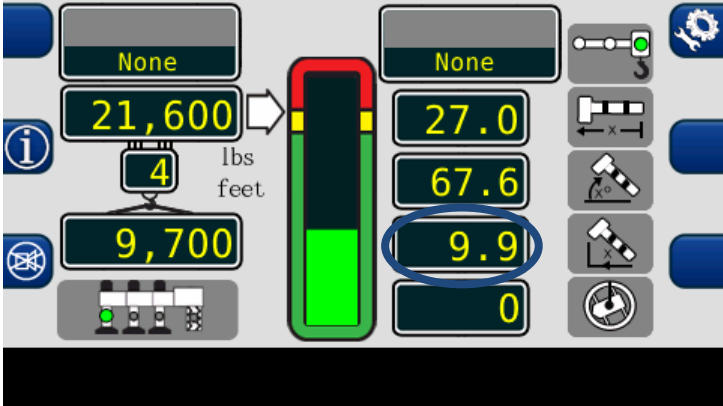 None
None
21,600
27.0
4
lbs
feet
67.6
9,700
9.9
0
← x →
x°
x
i